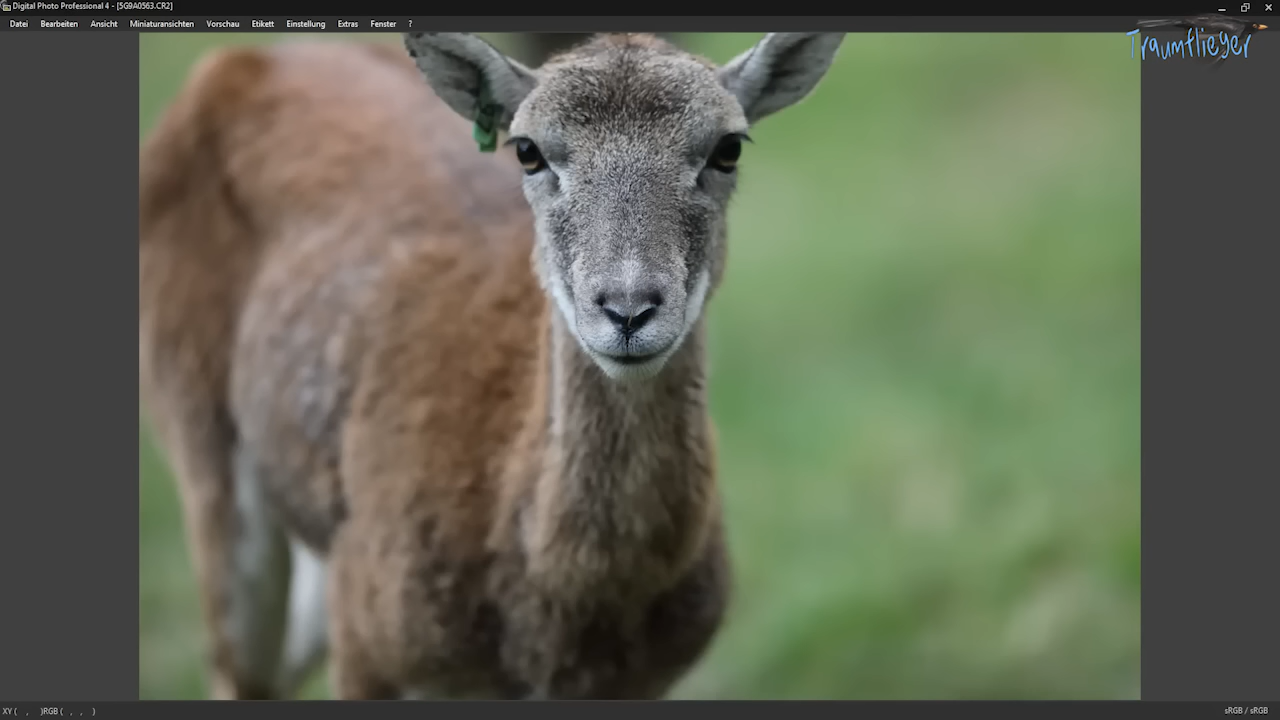 Digital Photo Professional 4 - [5G9A0563.CR2]
Datei Bearbeiten Ansicht Miniaturansichten Vorschau Etikett Einstellung Extras Fenster ?
Traumflieger
XY ( , )RGB ( , , )
sRGB / sRGB